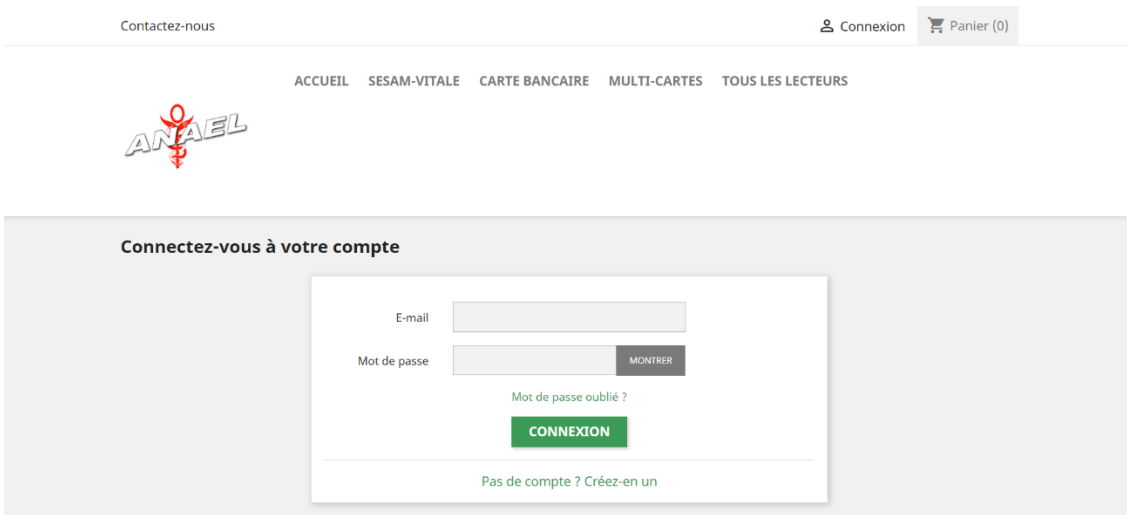 Contactez-nous
Connexion
Panier (0)
ACCUEIL SESAM-VITALE CARTE BANCAIRE MULTI-CARTES TOUS LES LECTEURS
ANAEL
Connectez-vous à votre compte
E-mail
Mot de passe MONTRER
Mot de passe oublié ?
CONNEXION
Pas de compte ? Créez-en un